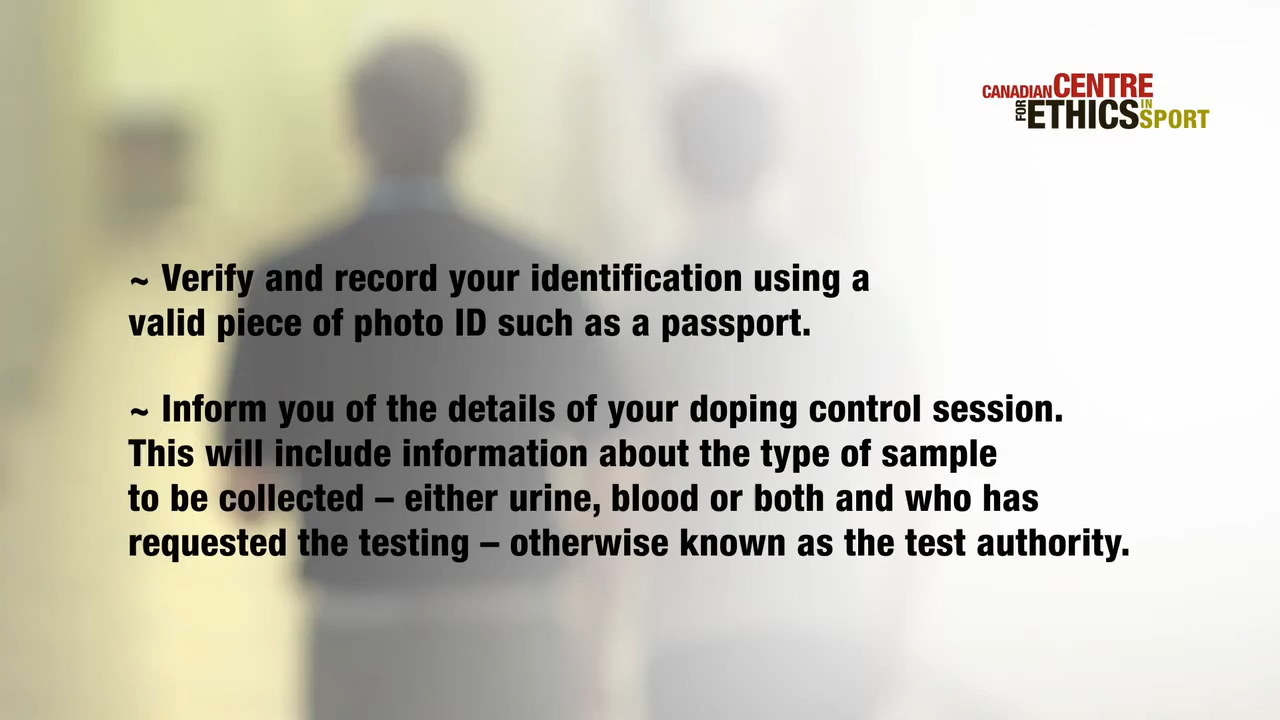 CANADIAN CENTRE
FOR ETHICS IN SPORT
~ Verify and record your identification using a
valid piece of photo ID such as a passport.
~ Inform you of the details of your doping control session.
This will include information about the type of sample
to be collected – either urine, blood or both and who has
requested the testing – otherwise known as the test authority.